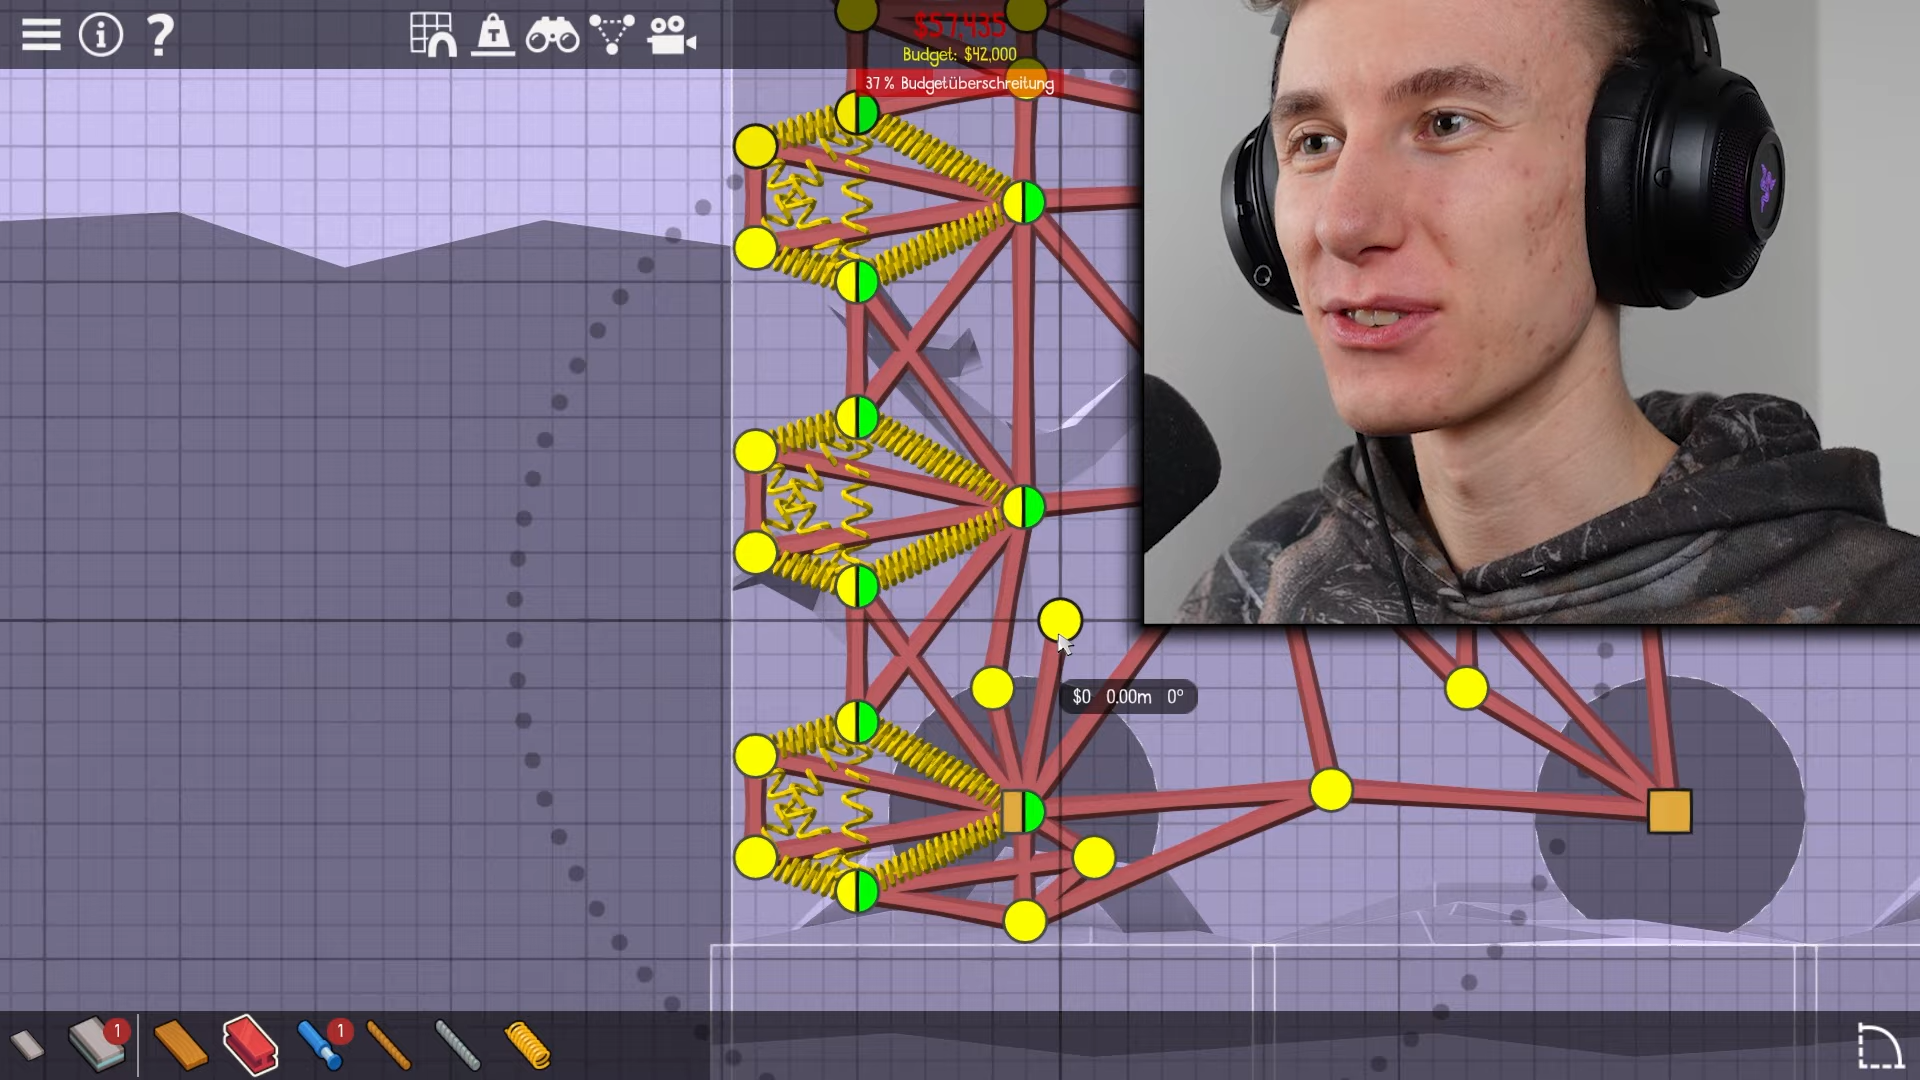 $57,435
Budget: $42,000
37 % Budgetüberschreitung
$0 0.00m 0°
1
1